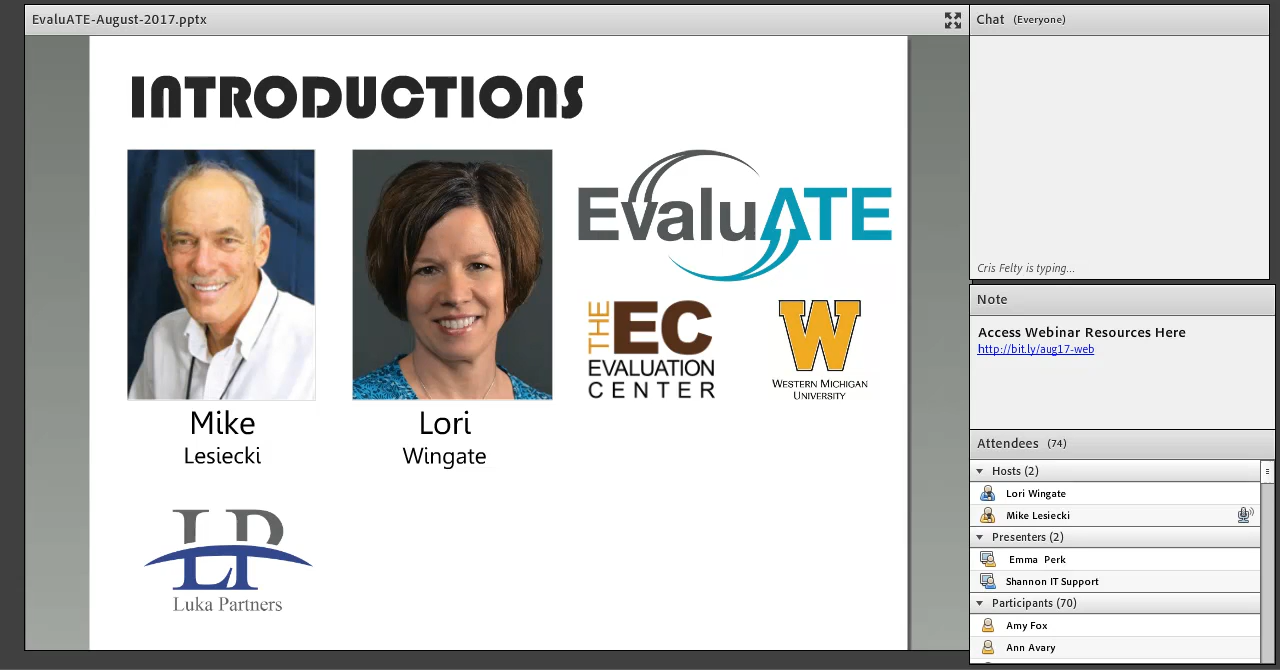 EvaluATE-August-2017.pptx
INTRODUCTIONS
EvaluATE
THE EC
EVALUATION
CENTER
W
WESTERN MICHIGAN
UNIVERSITY
Mike
Lesiecki
Lori
Wingate
LP
Luka Partners
Chat (Everyone)
Cris Felty is typing...
Note
Access Webinar Resources Here
http://bit.ly/aug17-web
Attendees (74)
Hosts (2)
Lori Wingate
Mike Lesiecki
Presenters (2)
Emma Perk
Shannon IT Support
Participants (70)
Amy Fox
Ann Avary